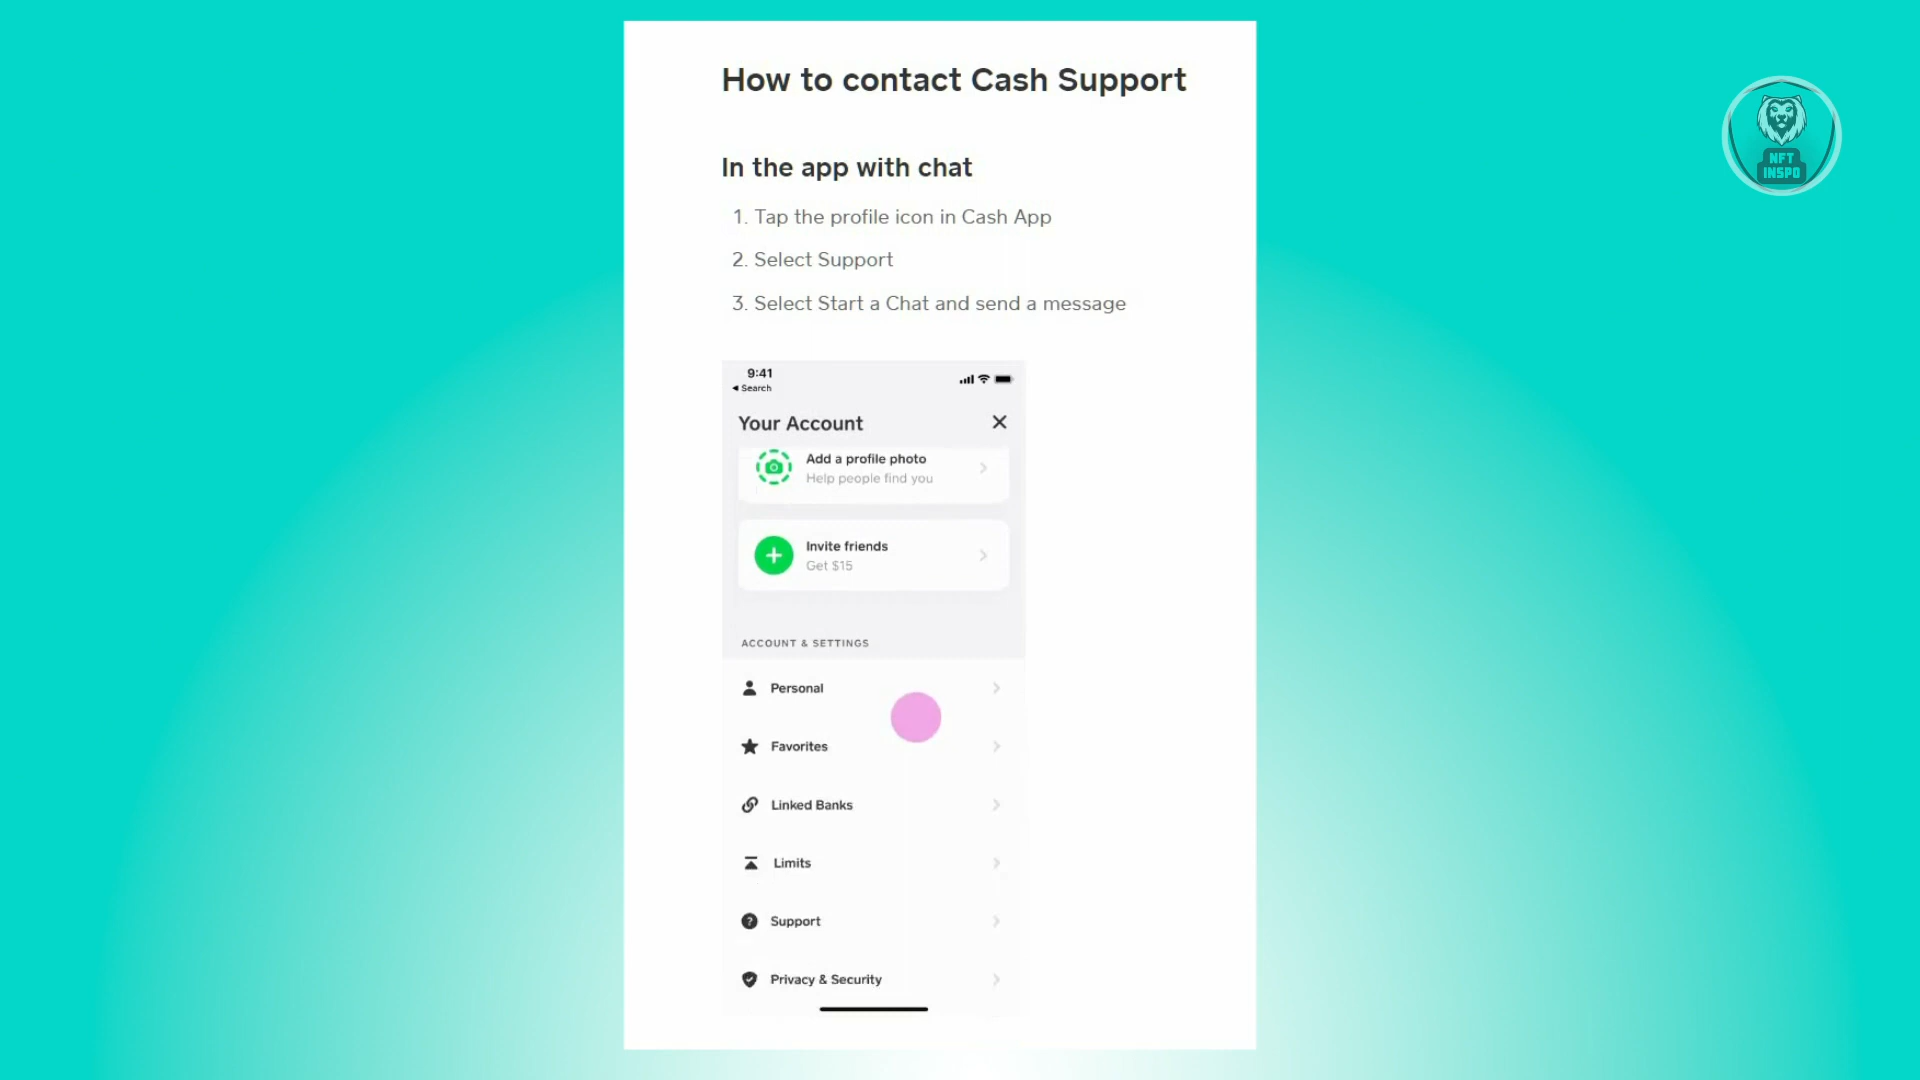 How to contact Cash Support
NFT
INSPO
In the app with chat
1. Tap the profile icon in Cash App
2. Select Support
3. Select Start a Chat and send a message
9:41
Search
Your Account
Add a profile photo
Help people find you
Invite friends
Get $15
ACCOUNT & SETTINGS
Personal
Favorites
Linked Banks
Limits
Support
Privacy & Security